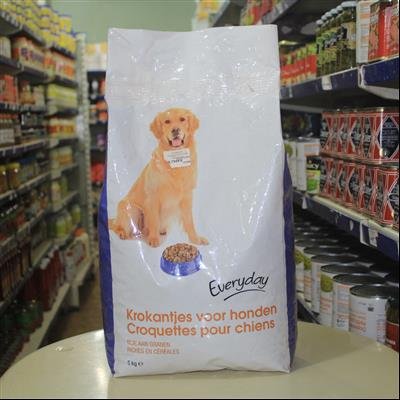 Everyday
Krokantjes voor honden
Croquettes pour chiens
RIJK AAN GRANEN
RICHES EN CÉRÉALES
5 kg e